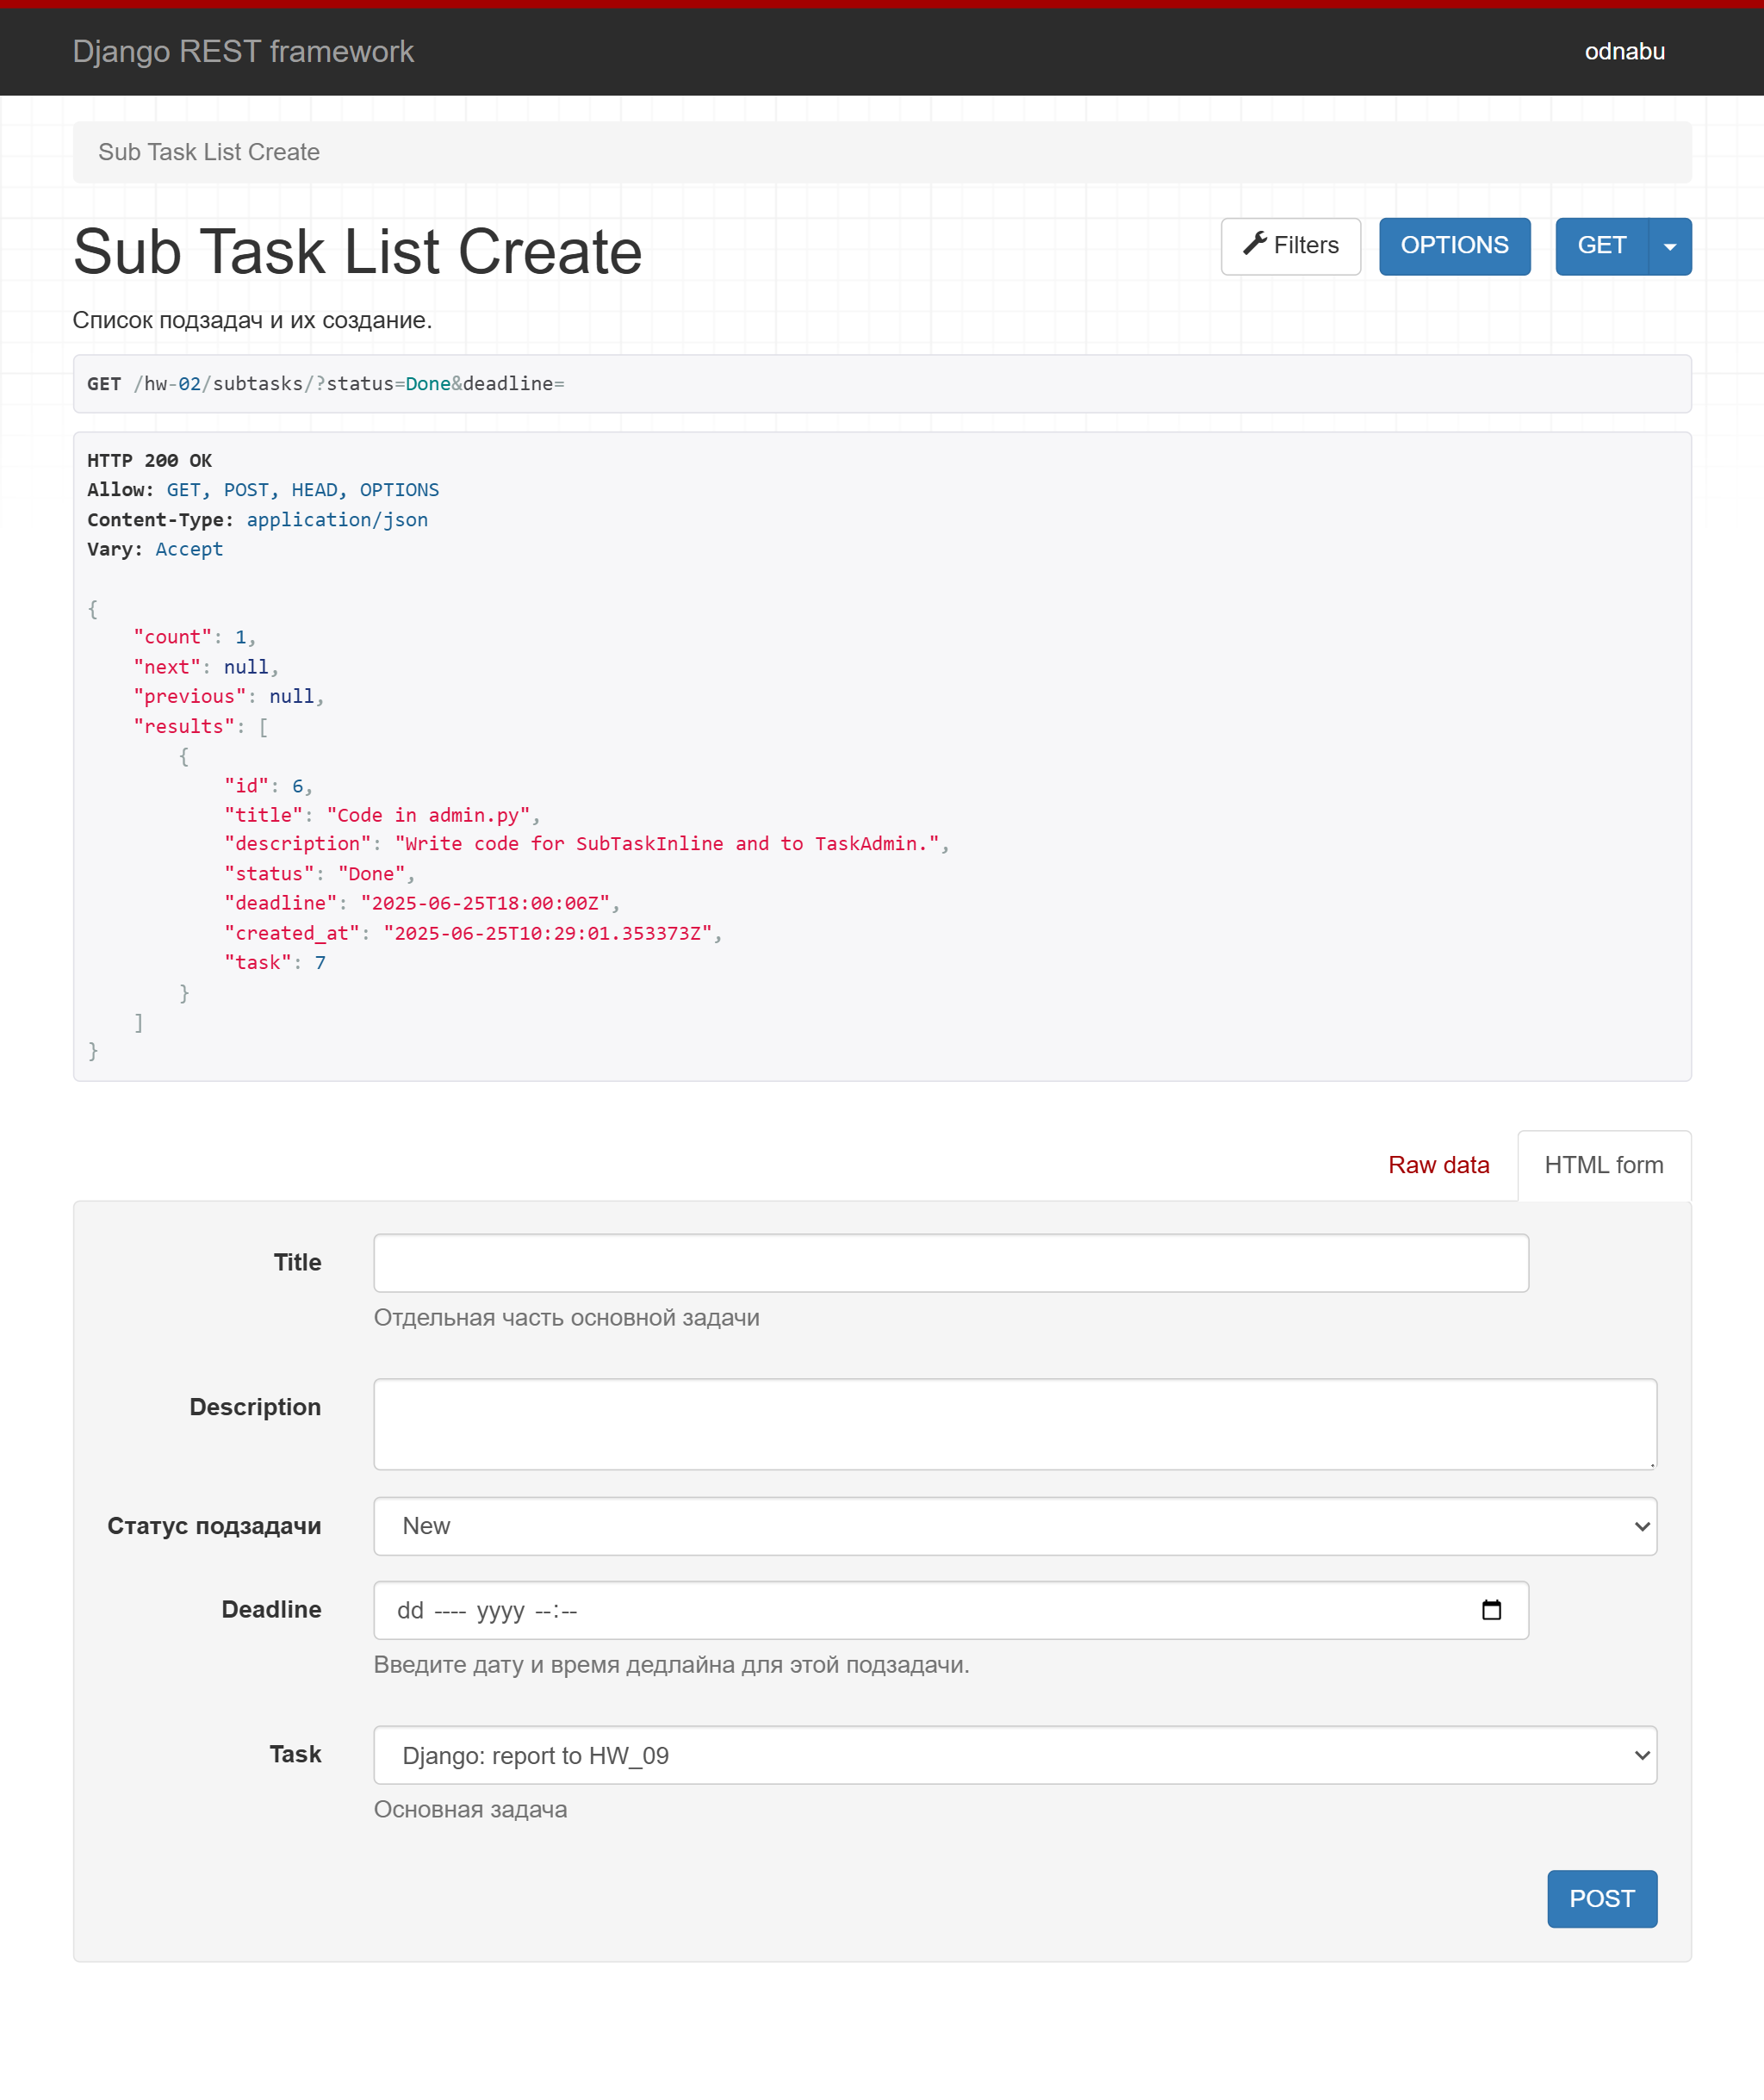 Django REST framework
odnabu
Sub Task List Create
Sub Task List Create
Filters
OPTIONS
GET
Список подзадач и их создание.
GET /hw-02/subtasks/?status=Done&deadline=
HTTP 200 OK
Allow: GET, POST, HEAD, OPTIONS
Content-Type: application/json
Vary: Accept
{
"count": 1,
"next": null,
"previous": null,
"results": [
{
"id": 6,
"title": "Code in admin.py",
"description": "Write code for SubTaskInline and to TaskAdmin.",
"status": "Done",
"deadline": "2025-06-25T18:00:00Z",
"created_at": "2025-06-25T10:29:01.353373Z",
"task": 7
}
]
}
Raw data
HTML form
Title
Отдельная часть основной задачи
Description
Статус подзадачи
New
Deadline
dd ---- yyyy --:--
Введите дату и время дедлайна для этой подзадачи.
Task
Django: report to HW_09
Основная задача
POST